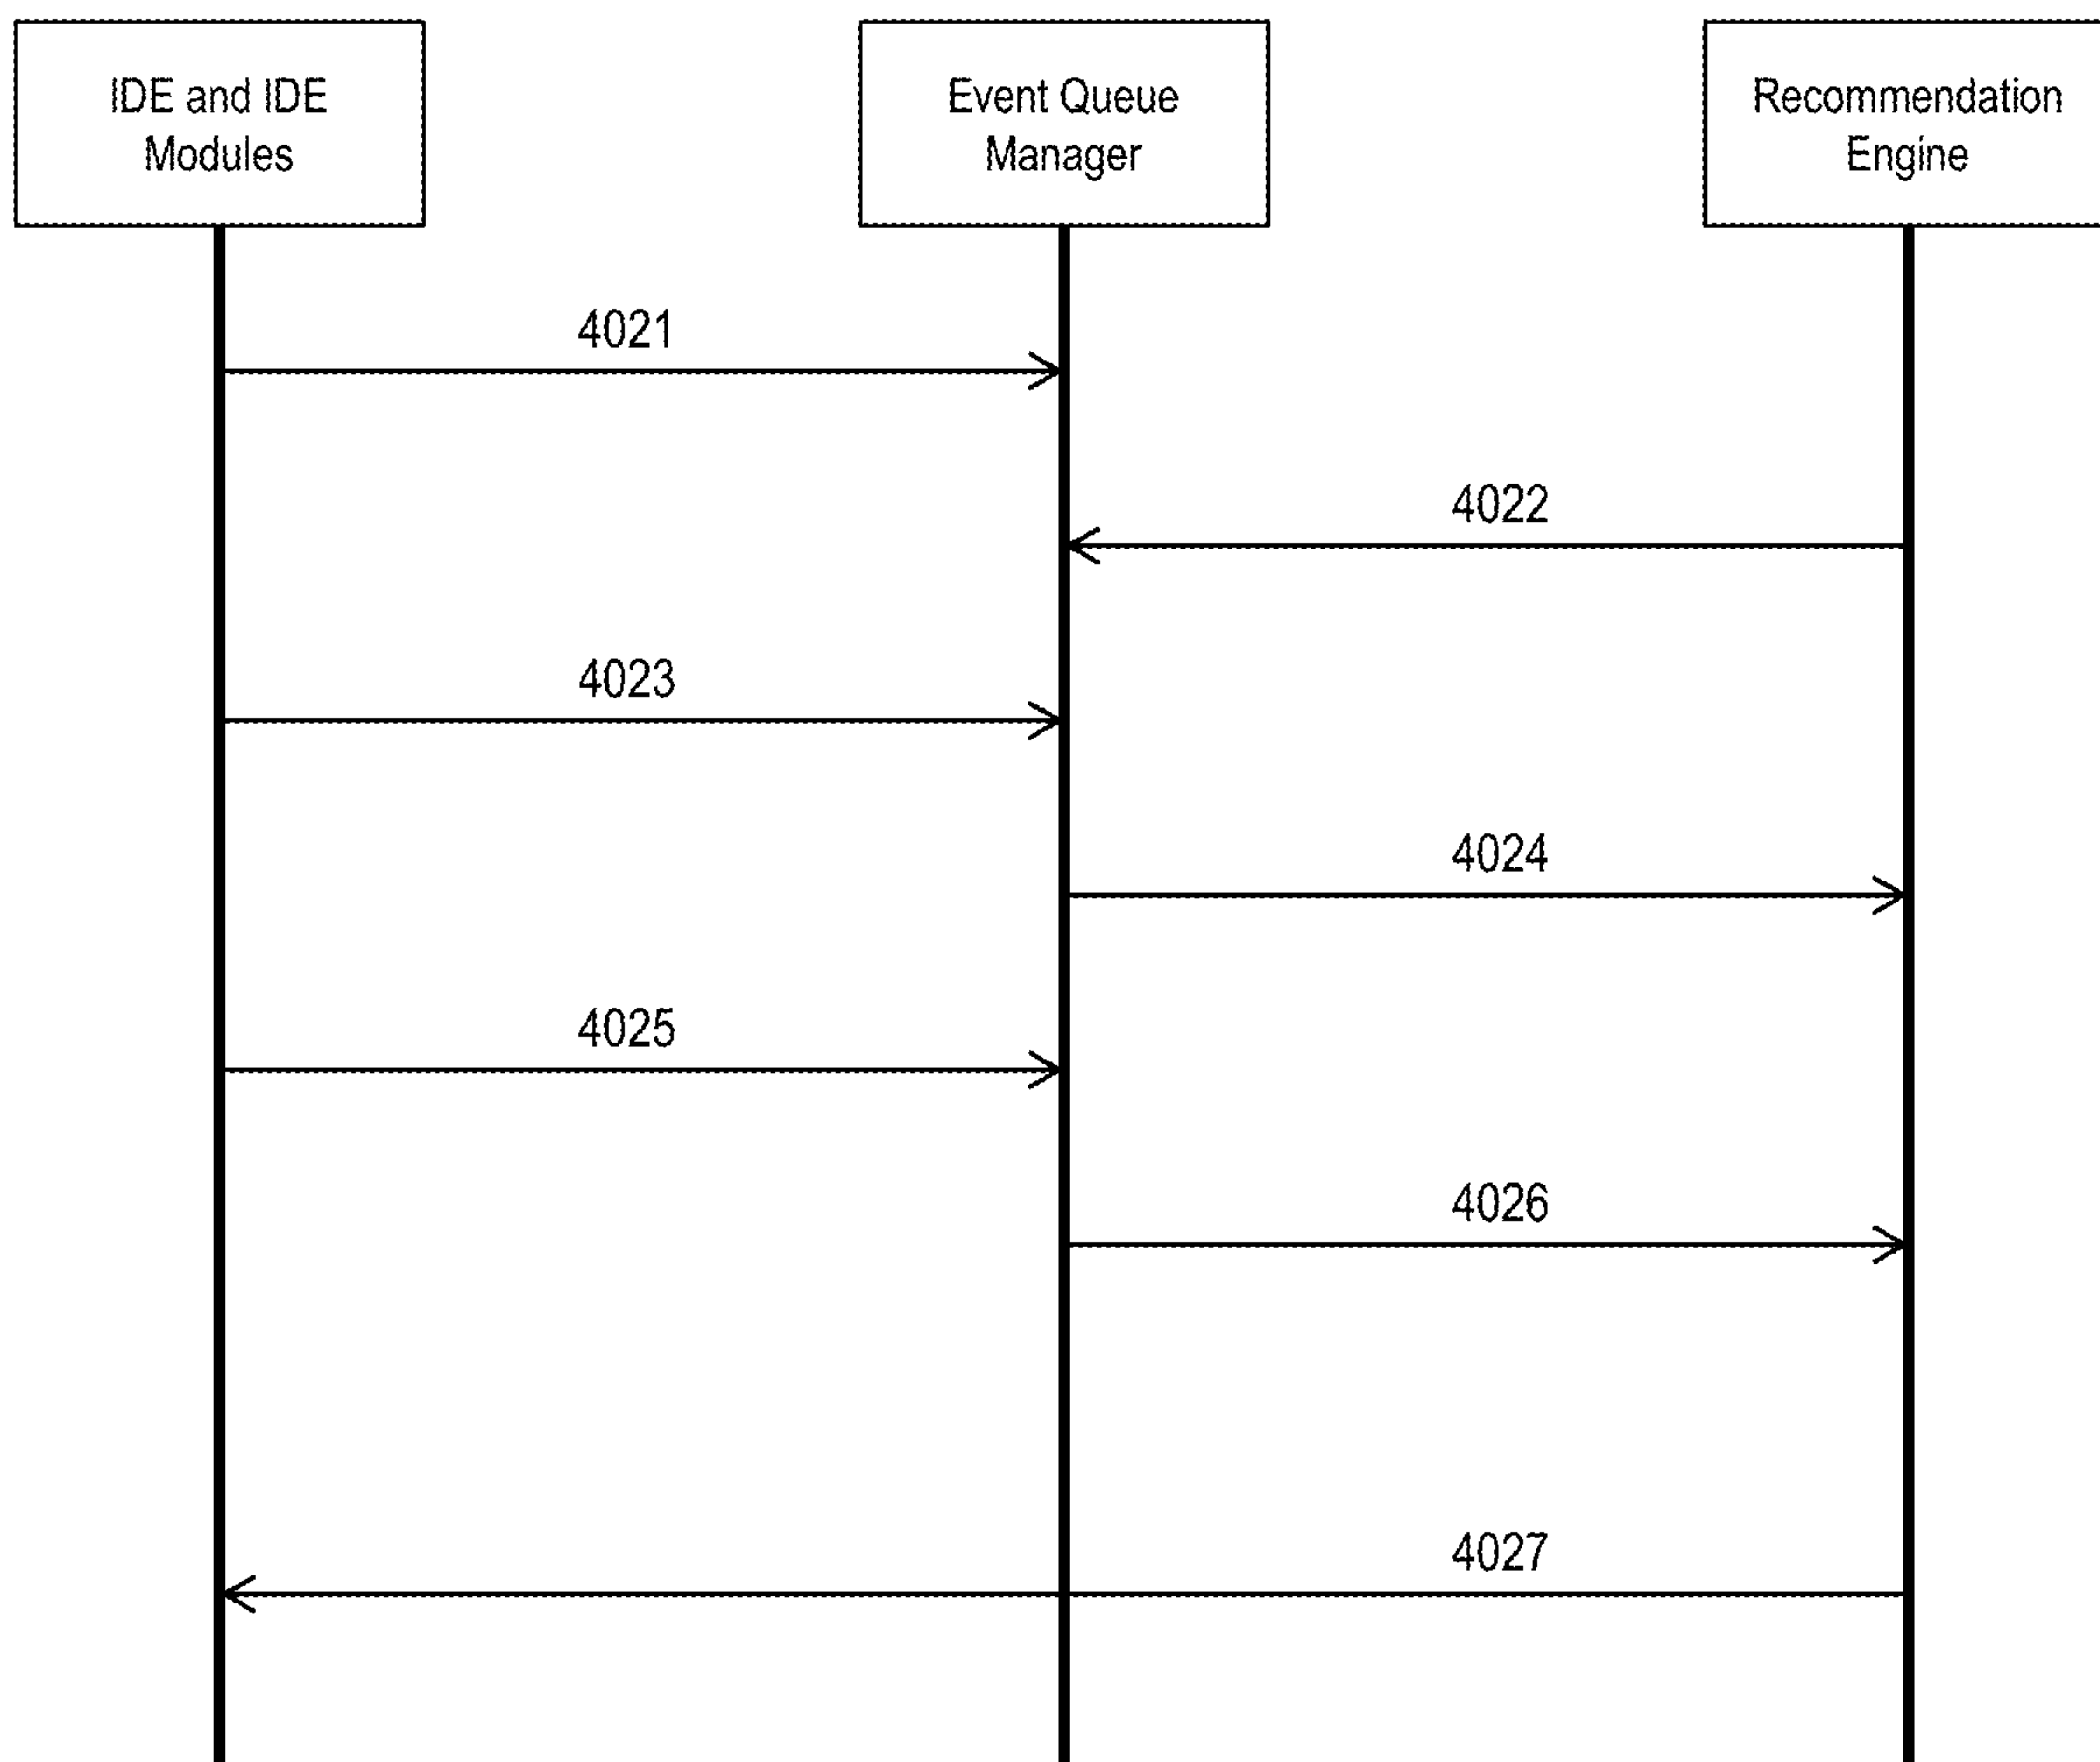 IDE and IDE
Modules
Event Queue
Manager
Recommendation
Engine
4021
4022
4023
4024
4025
4026
4027